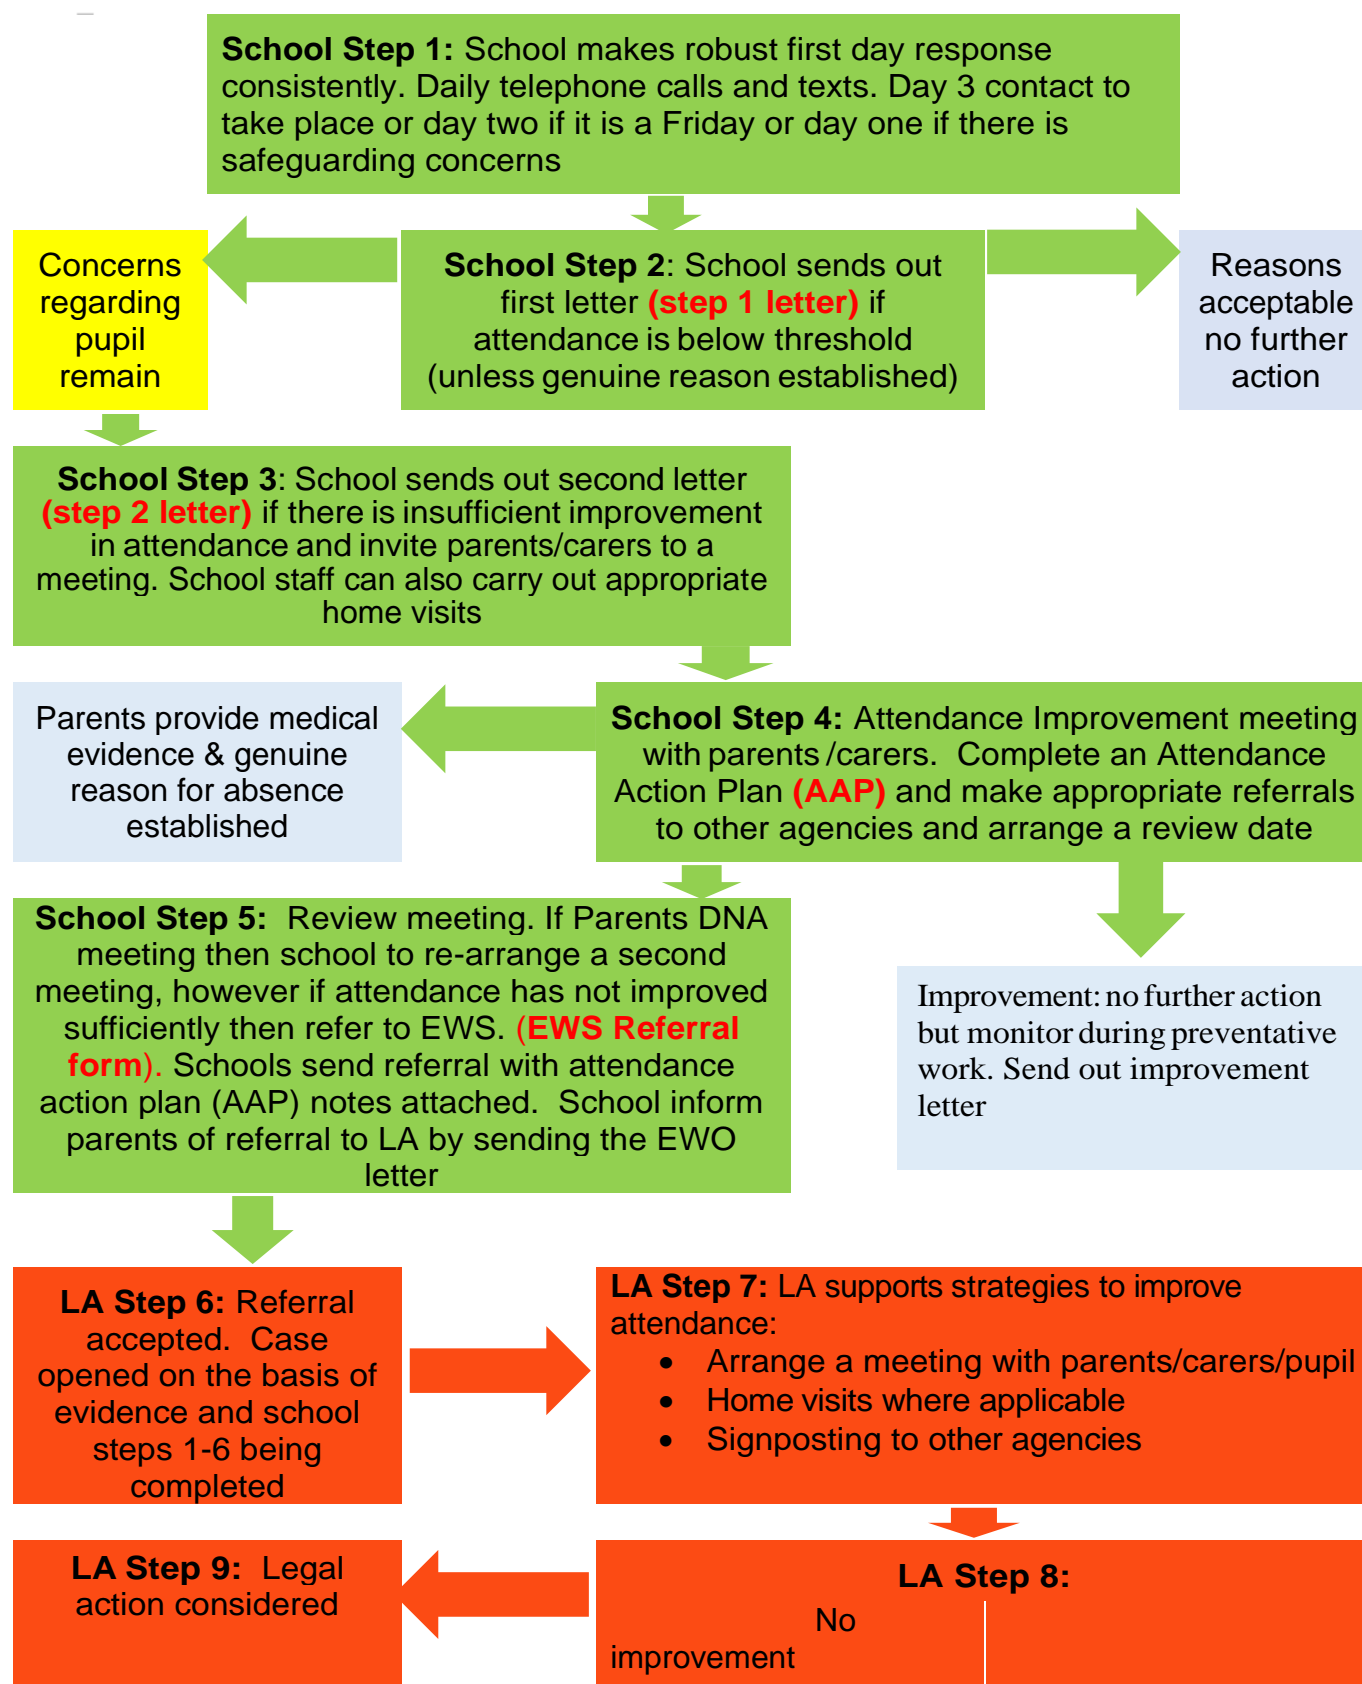 School Step 1: School makes robust first day response
consistently. Daily telephone calls and texts. Day 3 contact to
take place or day two if it is a Friday or day one if there is
safeguarding concerns
Concerns
regarding
pupil
remain
School Step 2: School sends out
first letter (step 1 letter) if
attendance is below threshold
(unless genuine reason established)
Reasons
acceptable
no further
action
School Step 3: School sends out second letter
(step 2 letter) if there is insufficient improvement
in attendance and invite parents/carers to a
meeting. School staff can also carry out appropriate
home visits
Parents provide medical
evidence & genuine
reason for absence
established
School Step 4: Attendance Improvement meeting
with parents /carers. Complete an Attendance
Action Plan (AAP) and make appropriate referrals
to other agencies and arrange a review date
School Step 5: Review meeting. If Parents DNA
meeting then school to re-arrange a second
meeting, however if attendance has not improved
sufficiently then refer to EWS. (EWS Referral
form). Schools send referral with attendance
action plan (AAP) notes attached. School inform
parents of referral to LA by sending the EWO
letter
Improvement: no further action
but monitor during preventative
work. Send out improvement
letter
LA Step 6: Referral
accepted. Case
opened on the basis of
evidence and school
steps 1-6 being
completed
LA Step 7: LA supports strategies to improve
attendance:
• Arrange a meeting with parents/carers/pupil
• Home visits where applicable
• Signposting to other agencies
LA Step 9: Legal
action considered
LA Step 8:
No
improvement